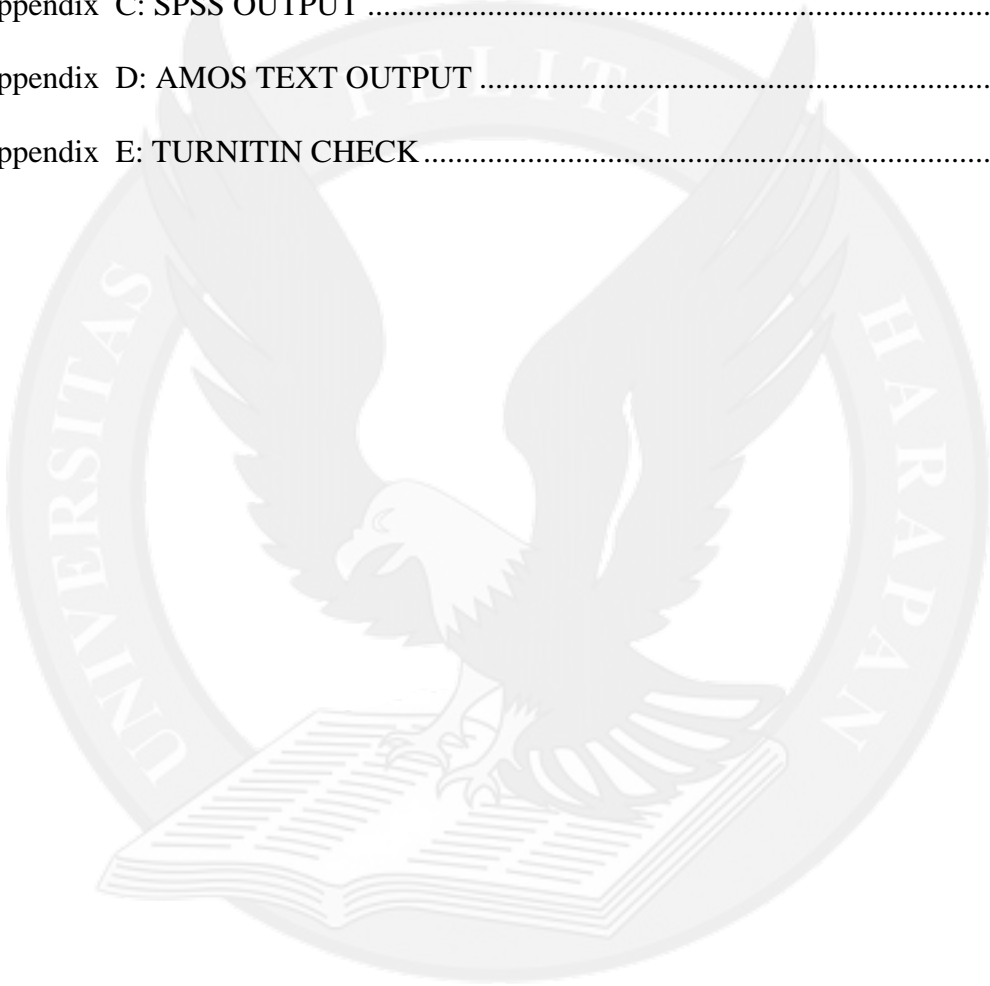 ppendix C: SPSS OUTPUT ..............................................................................
ppendix D: AMOS TEXT OUTPUT ................................................................
ppendix E: TURNITIN CHECK .......................................................................
UNIVERSITAS PELITA HARAPAN